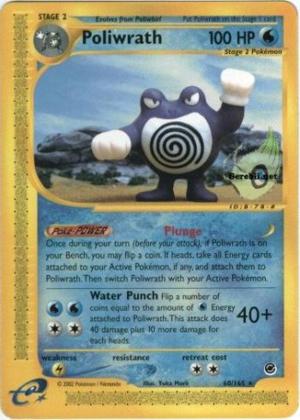 STAGE 2
Evolves from Poliwhirl
Put Poliwrath on the Stage 1 card
Poliwrath
100 HP
Stage 2 Pokémon
Serebii.net
Poké-POWER
Plunge
Once during your turn (before your attack), if Poliwrath is on
your Bench, you may flip a coin. If heads, take all Energy cards
attached to your Active Pokémon, if any, and attach them to
Poliwrath. Then switch Poliwrath with your Active Pokémon.
Water Punch Flip a number of
coins equal to the amount of Energy attached
to Poliwrath. This attack does
40 damage plus 10 more damage for
each heads.
40+
weakness
resistance
retreat cost
e
©2002 Pokémon / Nintendo
Illus. Yuka Morii
60/165